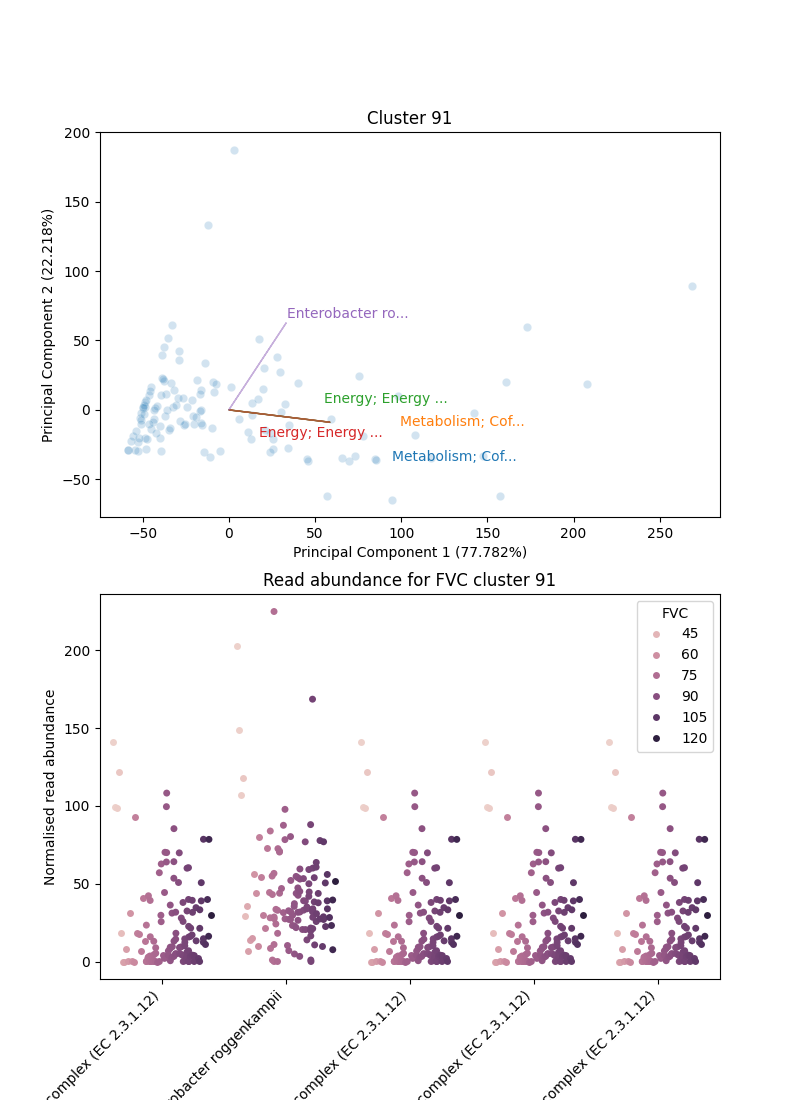 Cluster 91
200
150
100
50
0
−50
Principal Component 2 (22.218%)
Enterobacter ro...
Energy; Energy ...
Metabolism; Cof...
Energy; Energy ...
Metabolism; Cof...
−50
0
50
100
150
200
250
Principal Component 1 (77.782%)
Read abundance for FVC cluster 91
200
150
100
50
0
Normalised read abundance
FVC
45
60
75
90
105
120
complex (EC 2.3.1.12)
obacter roggenkampii
complex (EC 2.3.1.12)
complex (EC 2.3.1.12)
complex (EC 2.3.1.12)